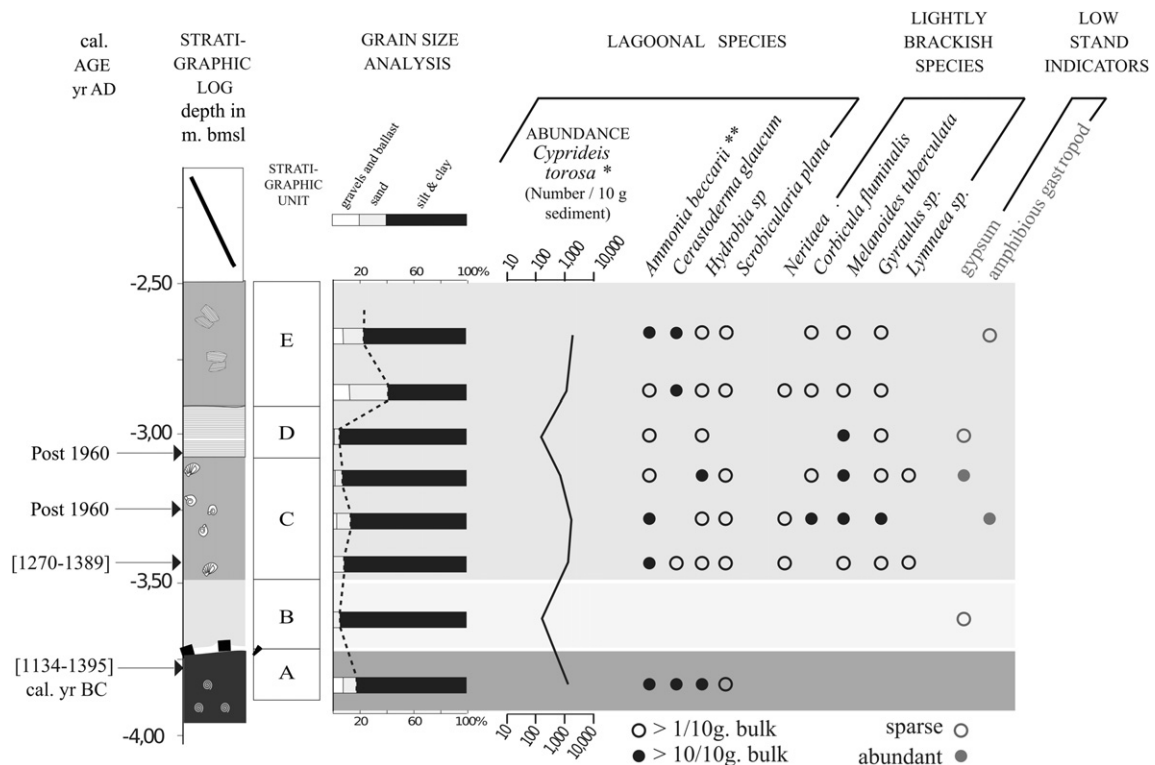 cal.
AGE
yr AD
STRATI-
GRAPHIC
LOG
depth in
m. bmsl
GRAIN SIZE
ANALYSIS
LAGOONAL SPECIES
LIGHTLY
BRACKISH
SPECIES
LOW
STAND
INDICATORS
STRATI-
GRAPHIC
UNIT
gravels and ballast
sand
silt & clay
ABUNDANCE
Cyprideis
torosa *
(Number / 10 g
sediment)
Ammonia beccarii **
Cerastoderma glaucum
Hydrobia sp
Scrobicularia plana
Neritaea
Corbicula fluminalis
Melanoides tuberculata
Gyraulus sp.
Lymnaea sp.
gypsum
amphibious gastropod
20 60 100%
10 100 1,000 10,000
-2,50
-3,00
-3,50
-4,00
Post 1960
Post 1960
[1270-1389]
[1134-1395]
cal. yr BC
E
D
C
B
A
20 60 100%
10 100 1,000 10,000
> 1/10g. bulk
> 10/10g. bulk
sparse
abundant